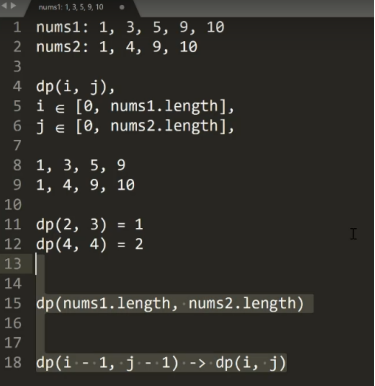 nums1: 1, 3, 5, 9, 10
1 nums1: 1, 3, 5, 9, 10
2 nums2: 1, 4, 9, 10
3
4 dp(i, j),
5 i ∈ [0, nums1.length],
6 j ∈ [0, nums2.length],
7
8 1, 3, 5, 9
9 1, 4, 9, 10
10
11 dp(2, 3) = 1
12 dp(4, 4) = 2
13
14
15 dp(nums1.length, nums2.length)
16
17
18 dp(i - 1, j - 1) -> dp(i, j)